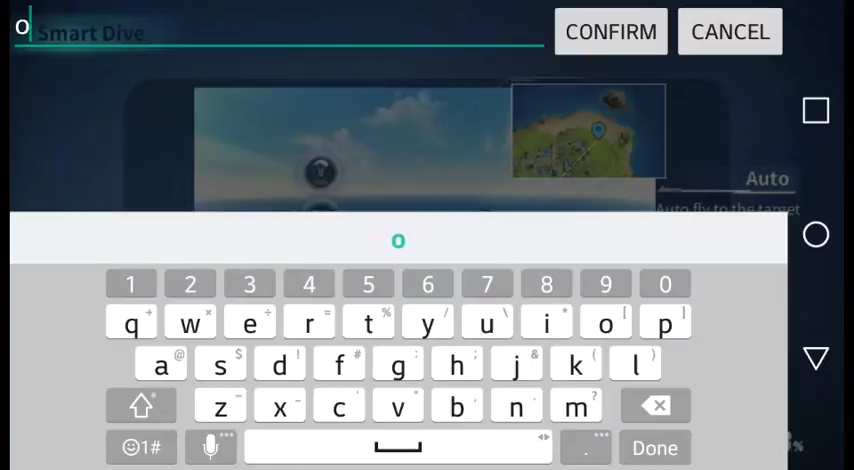 o
Smart Dive
CONFIRM
CANCEL
Auto
Auto fly to the target
o
1 2 3 4 5 6 7 8 9 0
q + w × e ÷ r = t % y / u \ i * o [ p ]
a @ s $ d ! f # g : h ; j & k ( l )
z c v b n m ?
☺1# ... . ... Done
%